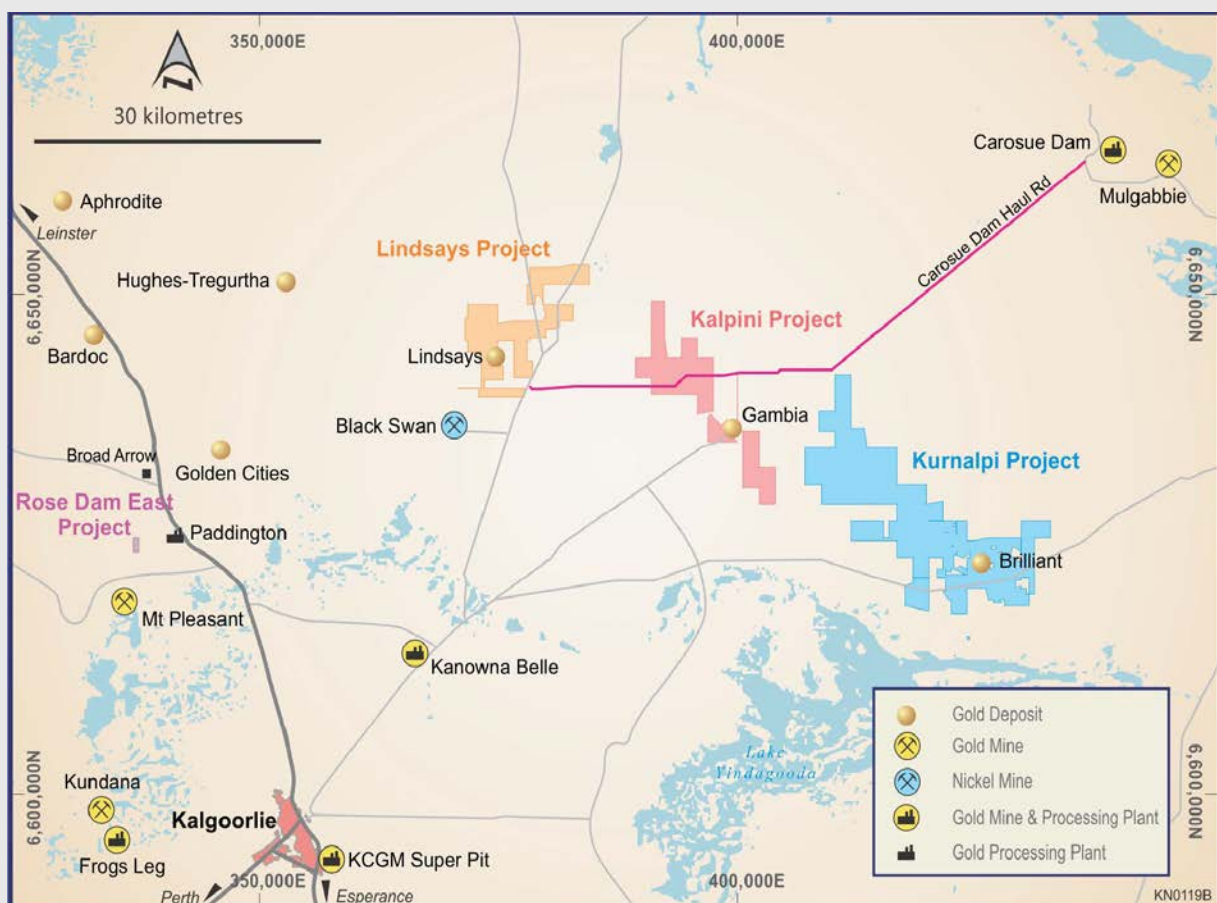 350,000E
400,000E
30 kilometres
Carosue Dam
Mulgabbie
Aphrodite
Leinster
Carosue Dam Haul Rd
Lindsays Project
Hughes-Tregurtha
6,650,000N
6,650,000N
Kalpini Project
Bardoc
Lindsays
Black Swan
Gambia
Broad Arrow
Golden Cities
Kurnalpi Project
Rose Dam East
Project
Paddington
Brilliant
Mt Pleasant
Kanowna Belle
Lake
Yindagooda
Gold Deposit
Gold Mine
Nickel Mine
Gold Mine & Processing Plant
Gold Processing Plant
Kundana
6,600,000N
6,600,000N
Kalgoorlie
Frogs Leg
KCGM Super Pit
350,000E
400,000E
Perth
Esperance
KN0119B